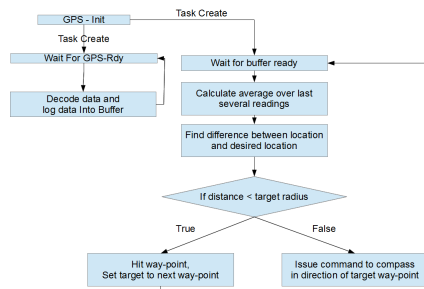 GPS - Init
Task Create
Task Create
Wait For GPS-Rdy
Wait for buffer ready
Decode data and
log data Into Buffer
Calculate average over last
several readings
Find difference between location
and desired location
If distance < target radius
True
False
Hit way-point,
Set target to next way-point
Issue command to compass
in direction of target way-point